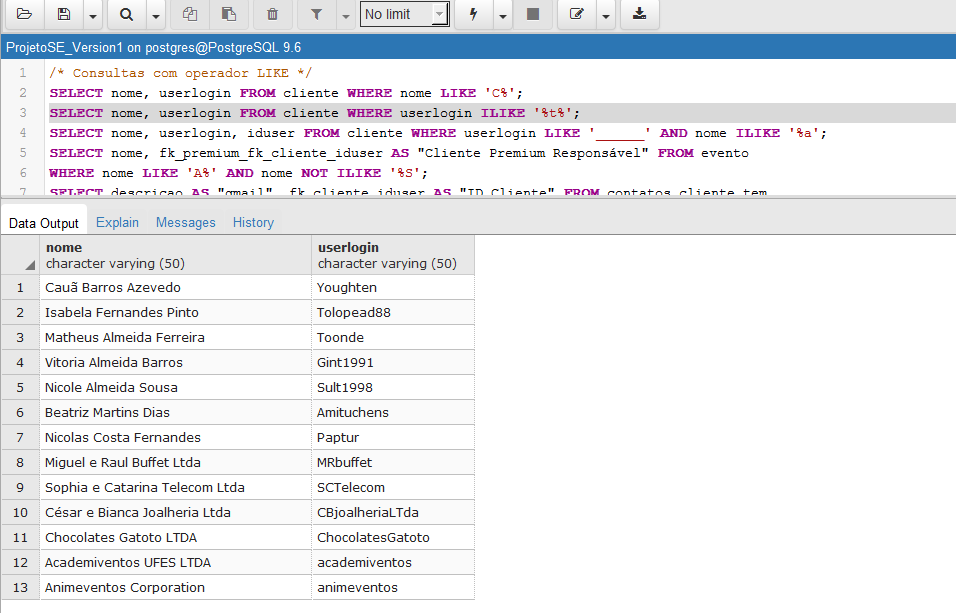 No limit
ProjetoSE_Version1 on postgres@PostgreSQL 9.6
1 /* Consultas com operador LIKE */
2 SELECT nome, userlogin FROM cliente WHERE nome LIKE 'C%';
3 SELECT nome, userlogin FROM cliente WHERE userlogin ILIKE '%t%';
4 SELECT nome, userlogin, iduser FROM cliente WHERE userlogin LIKE '______' AND nome ILIKE '%a';
5 SELECT nome, fk_premium_fk_cliente_iduser AS "Cliente Premium Responsável" FROM evento
6 WHERE nome LIKE 'A%' AND nome NOT ILIKE '%S';
7 SELECT descricao AS "gmail", fk_cliente_iduser AS "ID Cliente" FROM contatos_cliente_tem
Data Output Explain Messages History
nome userlogin
character varying (50) character varying (50)
1 Cauã Barros Azevedo Youghten
2 Isabela Fernandes Pinto Tolopead88
3 Matheus Almeida Ferreira Toonde
4 Vitoria Almeida Barros Gint1991
5 Nicole Almeida Sousa Sult1998
6 Beatriz Martins Dias Amituchens
7 Nicolas Costa Fernandes Paptur
8 Miguel e Raul Buffet Ltda MRbuffet
9 Sophia e Catarina Telecom Ltda SCTelecom
10 César e Bianca Joalheria Ltda CBjoalheriaLTda
11 Chocolates Gatoto LTDA ChocolatesGatoto
12 Academiventos UFES LTDA academiventos
13 Animeventos Corporation animeventos